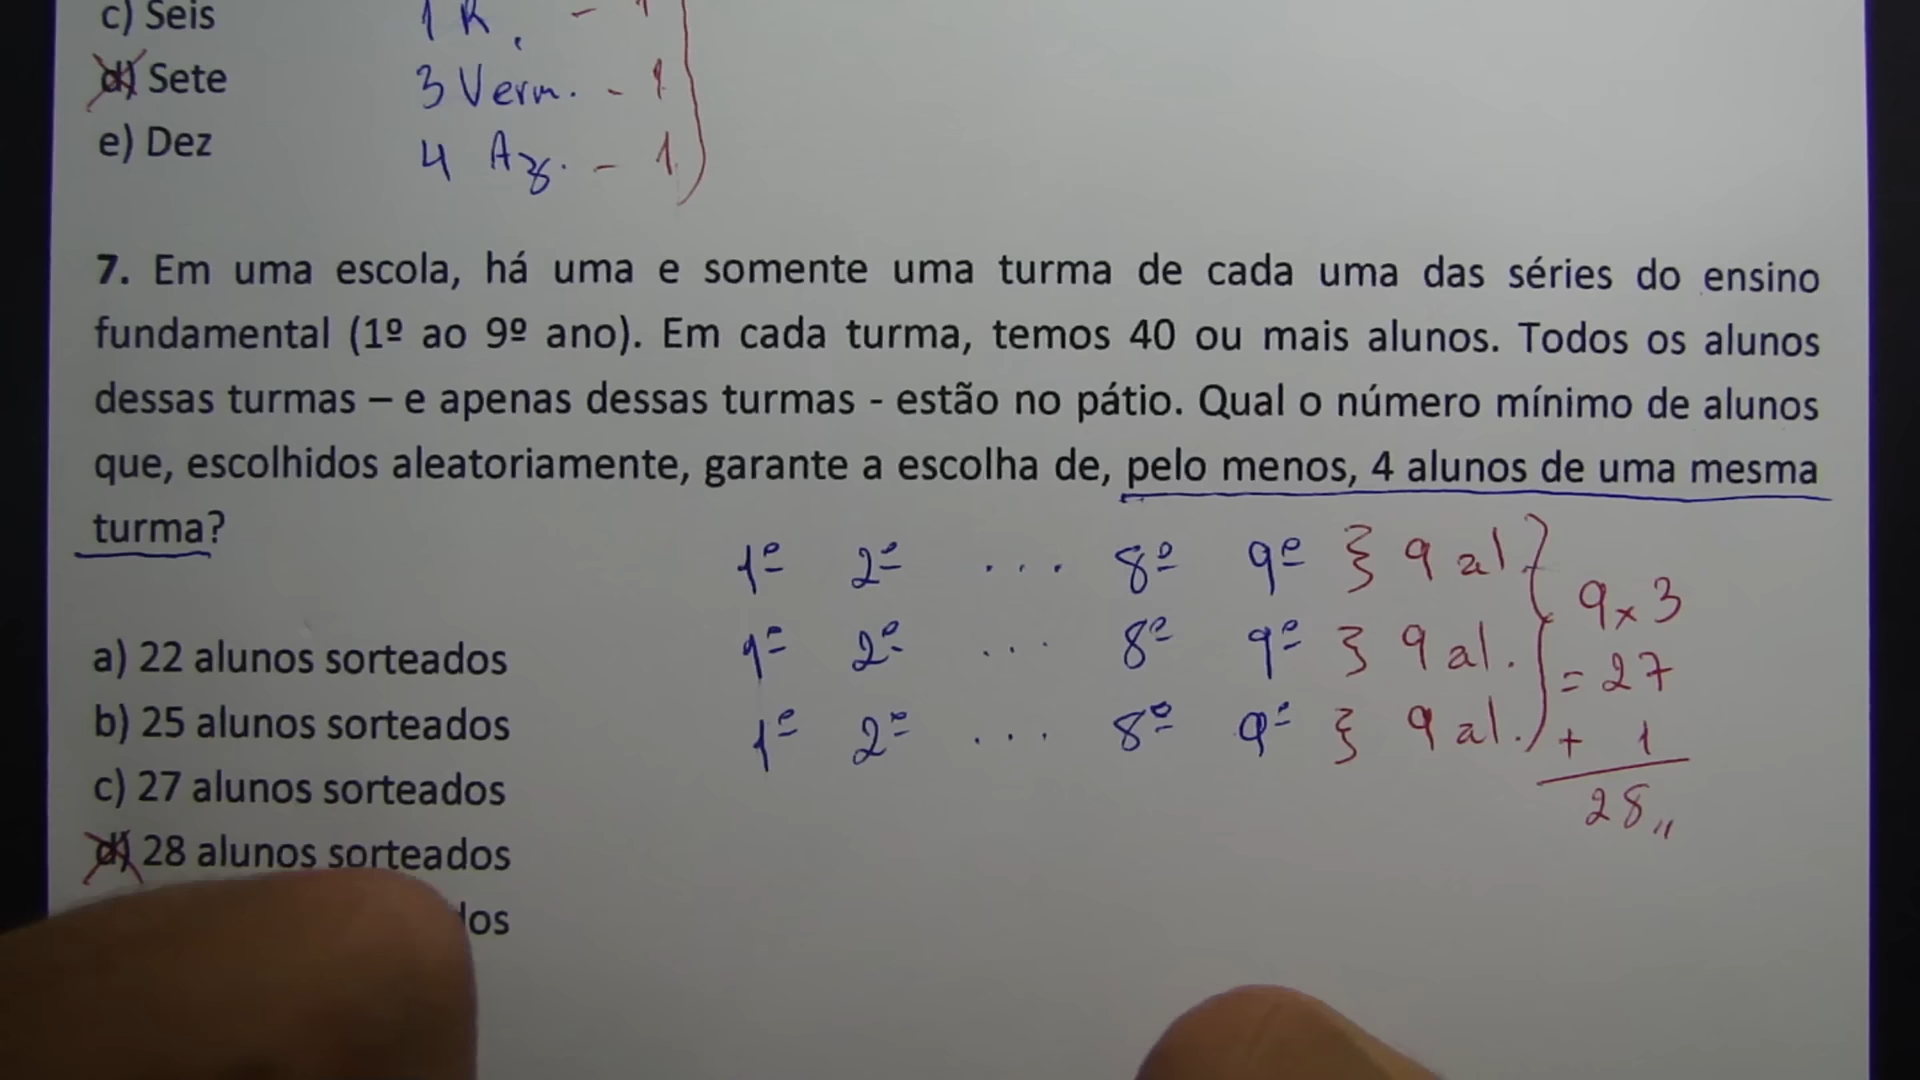 c) Seis
1 R. - 1
d) Sete
3 Verm. - 1
e) Dez
4 Az. - 1
7. Em uma escola, há uma e somente uma turma de cada uma das séries do ensino
fundamental (1º ao 9º ano). Em cada turma, temos 40 ou mais alunos. Todos os alunos
dessas turmas – e apenas dessas turmas - estão no pátio. Qual o número mínimo de alunos
que, escolhidos aleatoriamente, garante a escolha de, pelo menos, 4 alunos de uma mesma
turma?
1º 2º ... 8º 9º } 9 al.
1º 2º ... 8º 9º } 9 al.
1º 2º ... 8º 9º } 9 al.
9 x 3
= 27
+ 1
28 "
a) 22 alunos sorteados
b) 25 alunos sorteados
c) 27 alunos sorteados
d) 28 alunos sorteados